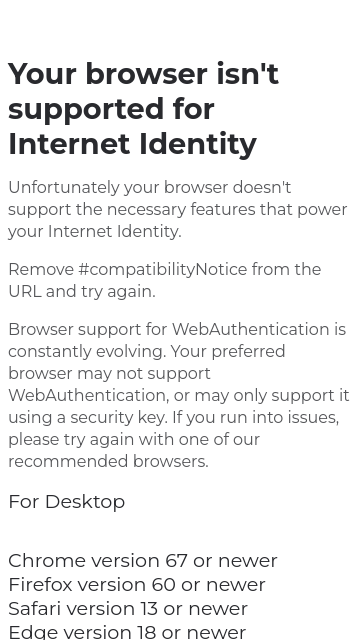 Your browser isn't
supported for
Internet Identity
Unfortunately your browser doesn't
support the necessary features that power
your Internet Identity.
Remove #compatibilityNotice from the
URL and try again.
Browser support for WebAuthentication is
constantly evolving. Your preferred
browser may not support
WebAuthentication, or may only support it
using a security key. If you run into issues,
please try again with one of our
recommended browsers.
For Desktop
Chrome version 67 or newer
Firefox version 60 or newer
Safari version 13 or newer
Edge version 18 or newer